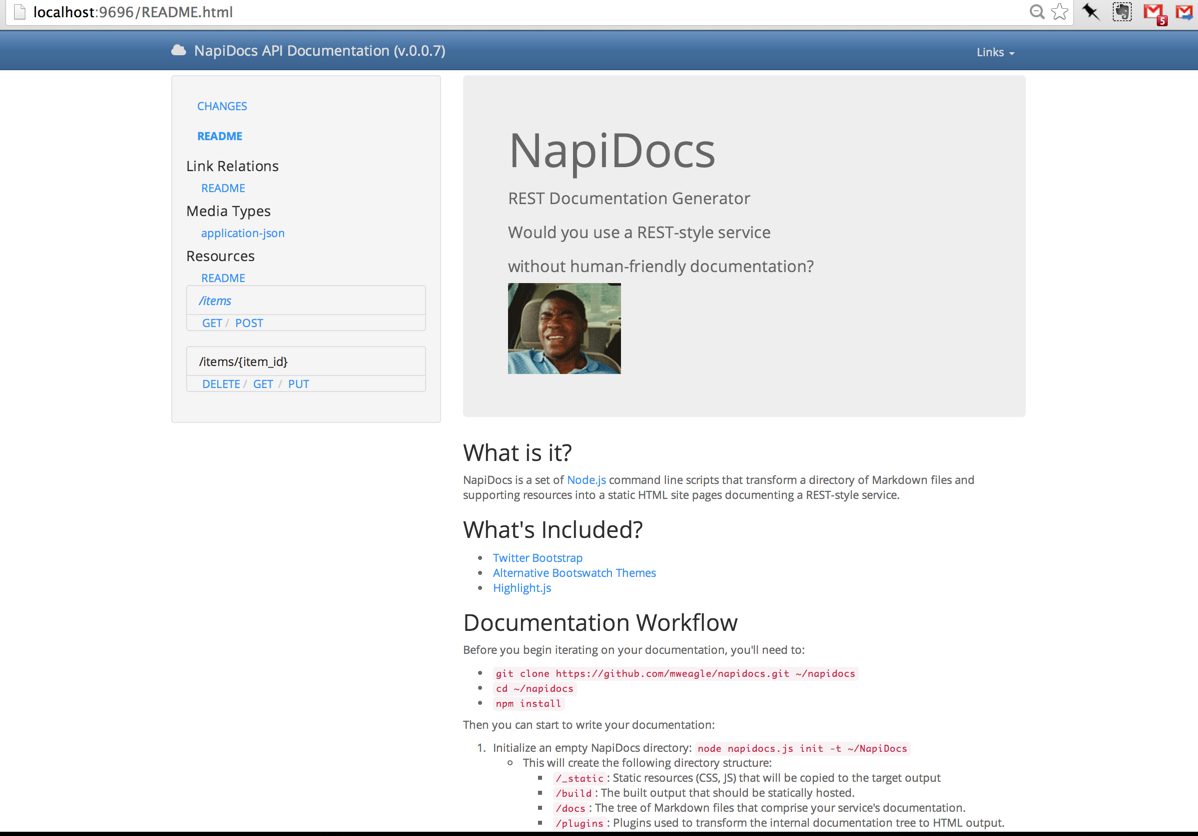 localhost:9696/README.html
5
NapiDocs API Documentation (v.0.0.7)
Links
CHANGES
README
Link Relations
README
Media Types
application-json
Resources
README
/items
GET / POST
/items/{item_id}
DELETE / GET / PUT
NapiDocs
REST Documentation Generator
Would you use a REST-style service
without human-friendly documentation?
What is it?
NapiDocs is a set of Node.js command line scripts that transform a directory of Markdown files and
supporting resources into a static HTML site pages documenting a REST-style service.
What's Included?
• Twitter Bootstrap
• Alternative Bootswatch Themes
• Highlight.js
Documentation Workflow
Before you begin iterating on your documentation, you'll need to:
• git clone https://github.com/mweagle/napidocs.git ~/napidocs
• cd ~/napidocs
• npm install
Then you can start to write your documentation:
1. Initialize an empty NapiDocs directory: node napidocs.js init -t ~/NapiDocs
○ This will create the following directory structure:
▪ /_static : Static resources (CSS, JS) that will be copied to the target output
▪ /build : The built output that should be statically hosted.
▪ /docs : The tree of Markdown files that comprise your service's documentation.
▪ /plugins : Plugins used to transform the internal documentation tree to HTML output.